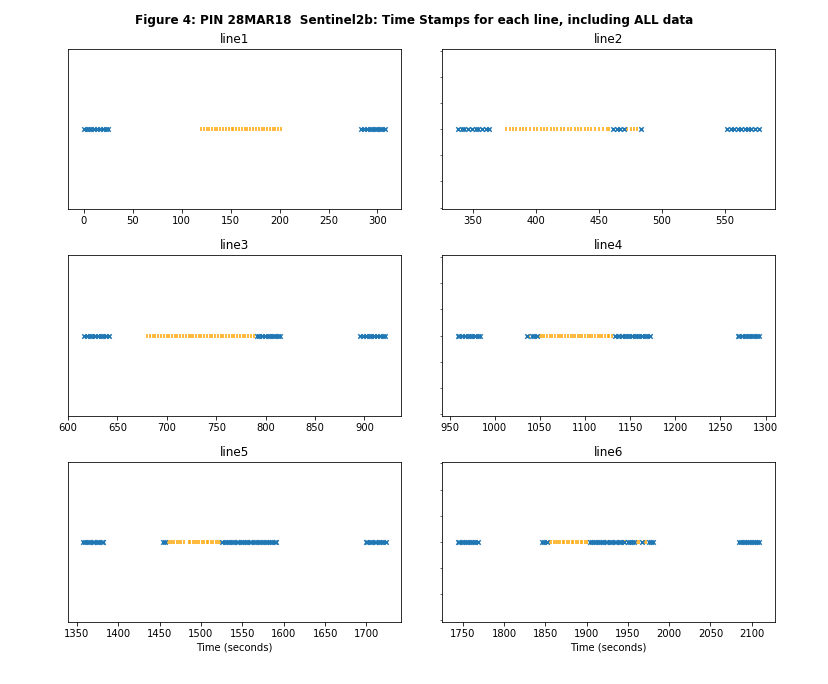 Figure 4: PIN 28MAR18  Sentinel2b: Time Stamps for each line, including ALL data
line1 line2
0 50 100 150 200 250 300 350 400 450 500 550
line3 line4
600 650 700 750 800 850 900 950 1000 1050 1100 1150 1200 1250 1300
line5 line6
1350 1400 1450 1500 1550 1600 1650 1700 1750 1800 1850 1900 1950 2000 2050 2100
Time (seconds) Time (seconds)